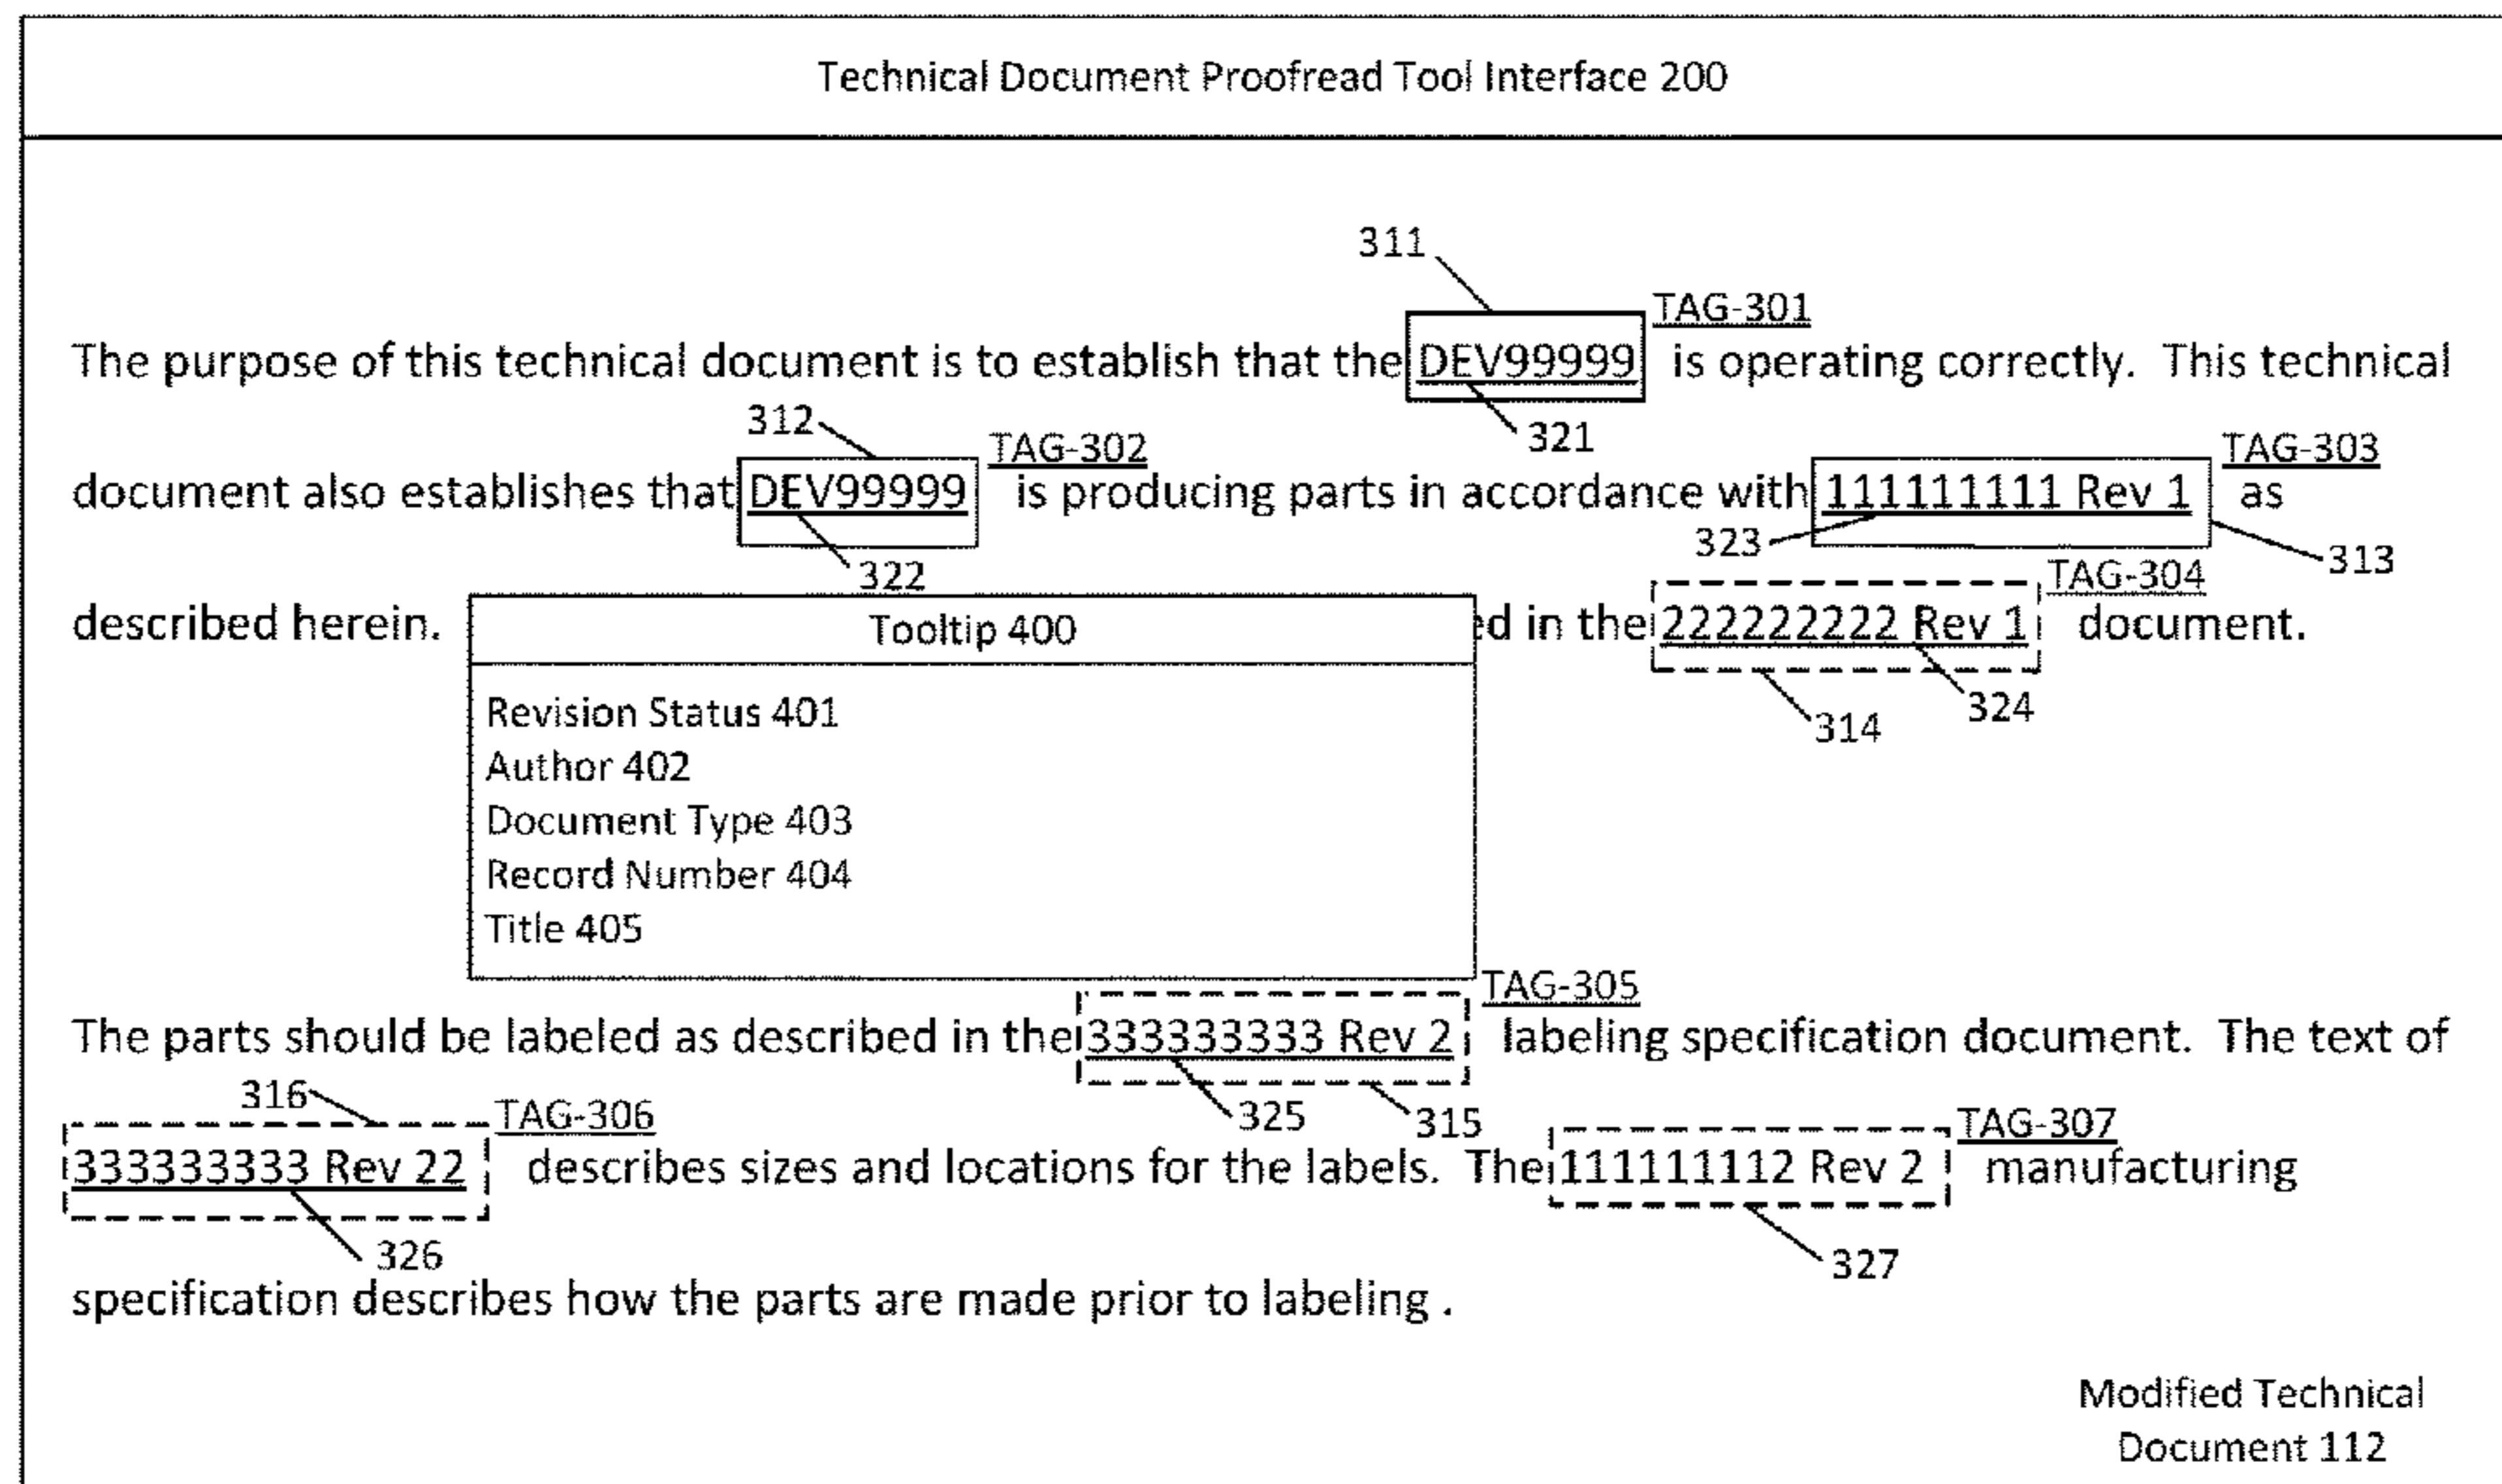 Technical Document Proofread Tool Interface 200
311
TAG-301
The purpose of this technical document is to establish that the DEV99999 is operating correctly. This technical
312
321
TAG-302
TAG-303
document also establishes that DEV99999 is producing parts in accordance with 111111111 Rev 1 as
323
313
322
TAG-304
described herein.
Tooltip 400
d in the 222222222 Rev 1 document.
324
314
Revision Status 401
Author 402
Document Type 403
Record Number 404
Title 405
TAG-305
The parts should be labeled as described in the 333333333 Rev 2 labeling specification document. The text of
316
TAG-306
325
315
TAG-307
333333333 Rev 22 describes sizes and locations for the labels. The 111111112 Rev 2 manufacturing
326
327
specification describes how the parts are made prior to labeling .
Modified Technical
Document 112